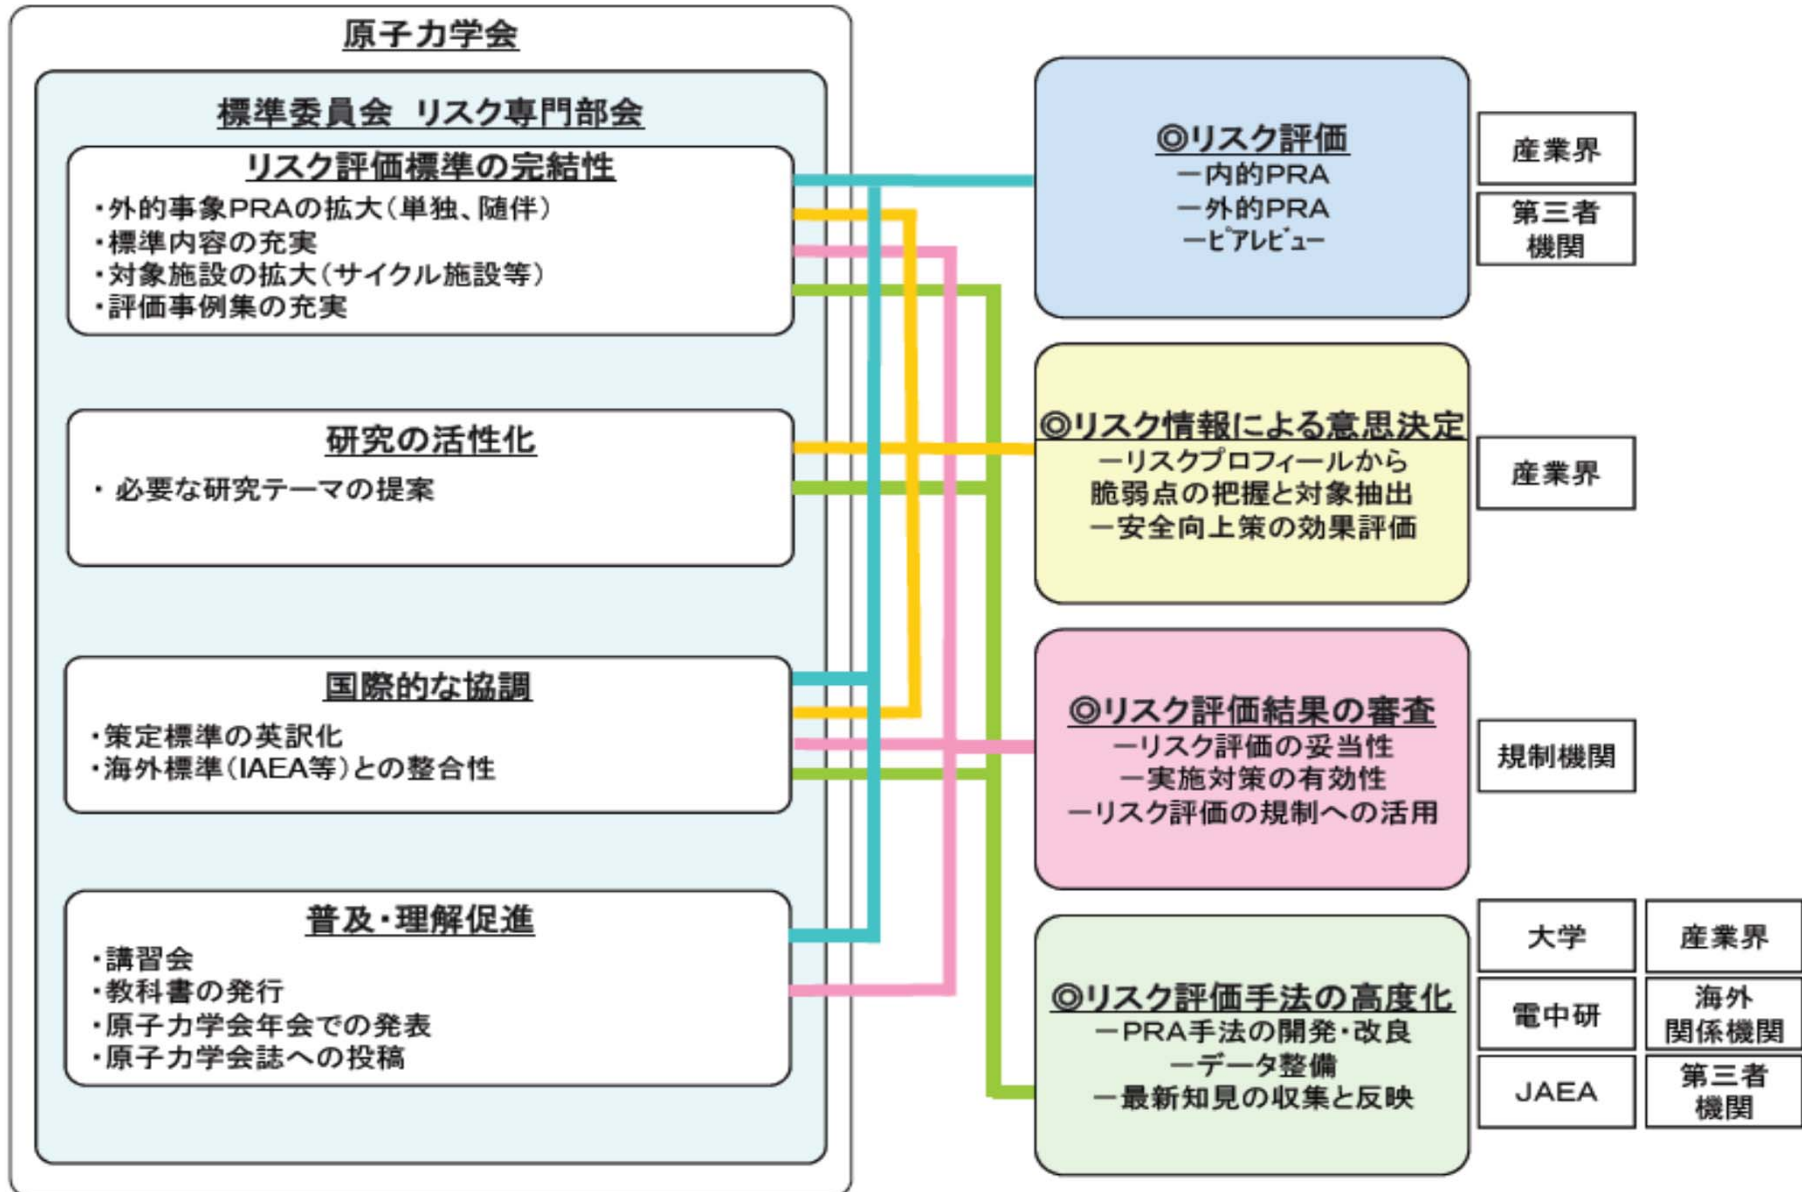 原子力学会
標準委員会 リスク専門部会
リスク評価標準の完結性
・外的事象PRAの拡大(単独、随伴)
・標準内容の充実
・対象施設の拡大(サイクル施設等)
・評価事例集の充実
研究の活性化
・ 必要な研究テーマの提案
国際的な協調
・策定標準の英訳化
・海外標準(IAEA等)との整合性
普及・理解促進
・講習会
・教科書の発行
・原子力学会年会での発表
・原子力学会誌への投稿
◎リスク評価
－内的PRA
－外的PRA
－ピアレビュー
産業界
第三者
機関
◎リスク情報による意思決定
－リスクプロフィールから
脆弱点の把握と対象抽出
－安全向上策の効果評価
産業界
◎リスク評価結果の審査
－リスク評価の妥当性
－実施対策の有効性
－リスク評価の規制への活用
規制機関
◎リスク評価手法の高度化
－PRA手法の開発・改良
－データ整備
－最新知見の収集と反映
大学
産業界
電中研
海外
関係機関
JAEA
第三者
機関